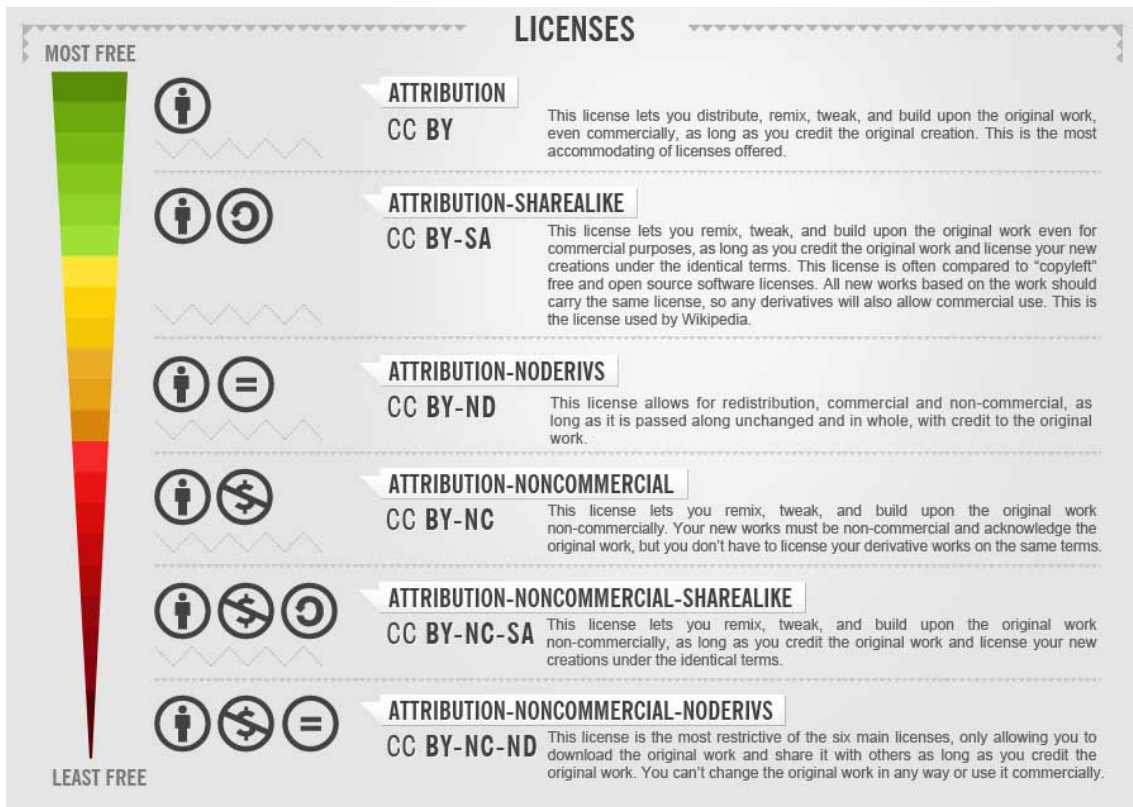 LICENSES
MOST FREE
ATTRIBUTION
CC BY
This license lets you distribute, remix, tweak, and build upon the original work,
even commercially, as long as you credit the original creation. This is the most
accommodating of licenses offered.
ATTRIBUTION-SHAREALIKE
CC BY-SA
This license lets you remix, tweak, and build upon the original work even for
commercial purposes, as long as you credit the original work and license your new
creations under the identical terms. This license is often compared to “copyleft”
free and open source software licenses. All new works based on the work should
carry the same license, so any derivatives will also allow commercial use. This is
the license used by Wikipedia.
ATTRIBUTION-NODERIVS
CC BY-ND
This license allows for redistribution, commercial and non-commercial, as
long as it is passed along unchanged and in whole, with credit to the original
work.
ATTRIBUTION-NONCOMMERCIAL
CC BY-NC
This license lets you remix, tweak, and build upon the original work
non-commercially. Your new works must be non-commercial and acknowledge the
original work, but you don’t have to license your derivative works on the same terms.
ATTRIBUTION-NONCOMMERCIAL-SHAREALIKE
CC BY-NC-SA
This license lets you remix, tweak, and build upon the original work
non-commercially, as long as you credit the original work and license your new
creations under the identical terms.
ATTRIBUTION-NONCOMMERCIAL-NODERIVS
CC BY-NC-ND
This license is the most restrictive of the six main licenses, only allowing you to
download the original work and share it with others as long as you credit the
original work. You can’t change the original work in any way or use it commercially.
LEAST FREE